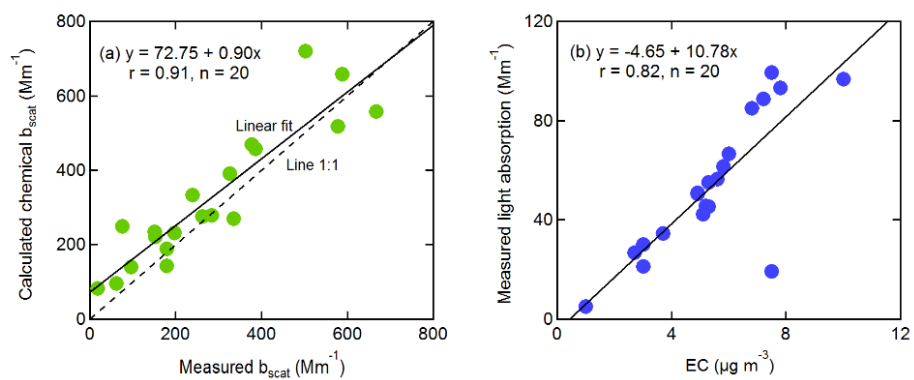 (a) y = 72.75 + 0.90x
r = 0.91, n = 20
Linear fit
Line 1:1
800
600
400
200
0
0
200
400
600
800
Calculated chemical b_scat (Mm⁻¹)
Measured b_scat (Mm⁻¹)
(b) y = -4.65 + 10.78x
r = 0.82, n = 20
120
80
40
0
0
4
8
12
Measured light absorption (Mm⁻¹)
EC (µg m⁻³)